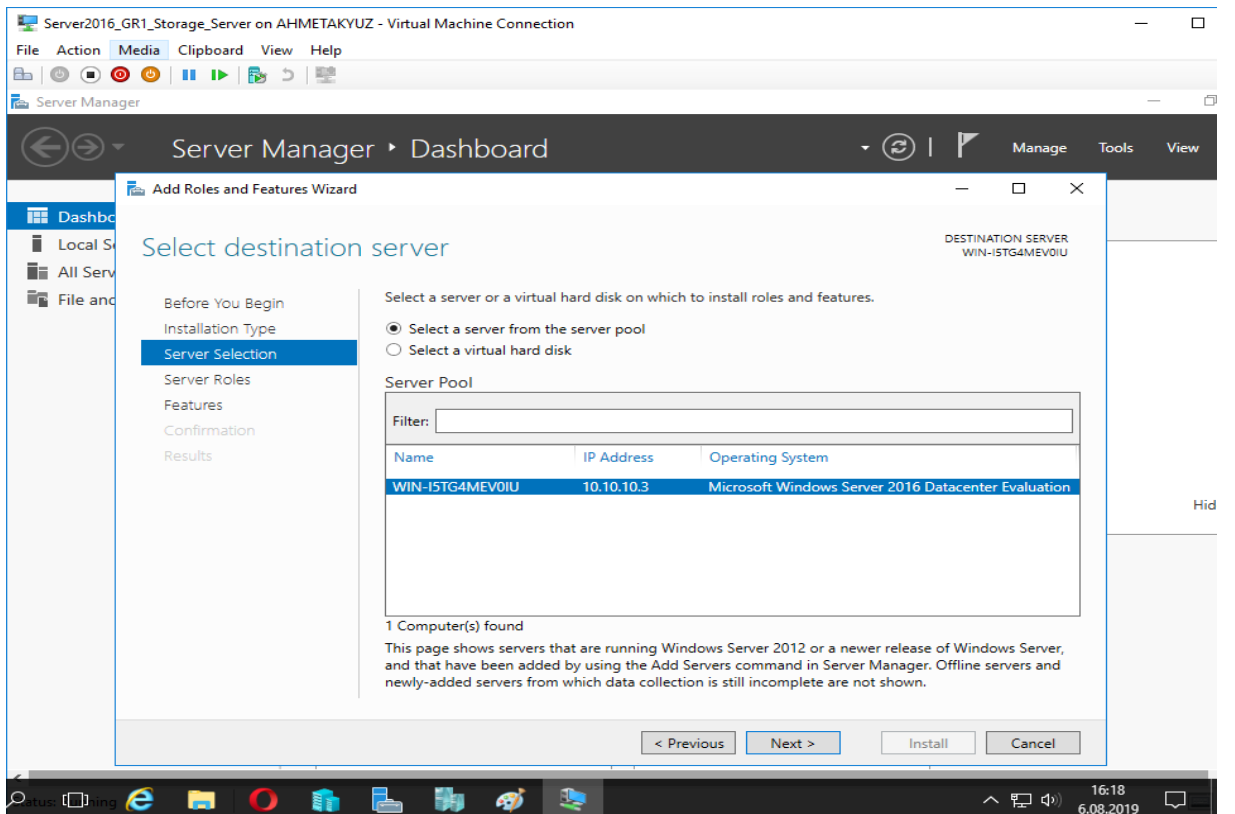 Server2016_GR1_Storage_Server on AHMETAKYUZ - Virtual Machine Connection
File Action Media Clipboard View Help
Server Manager
Server Manager • Dashboard
Manage Tools View
Add Roles and Features Wizard
Dashbo
Local Se
All Serv
File and
Select destination server
DESTINATION SERVER
WIN-I5TG4MEV0IU
Before You Begin
Installation Type
Server Selection
Server Roles
Features
Confirmation
Results
Select a server or a virtual hard disk on which to install roles and features.
Select a server from the server pool
Select a virtual hard disk
Server Pool
Filter:
Name IP Address Operating System
WIN-I5TG4MEV0IU 10.10.10.3 Microsoft Windows Server 2016 Datacenter Evaluation
1 Computer(s) found
This page shows servers that are running Windows Server 2012 or a newer release of Windows Server,
and that have been added by using the Add Servers command in Server Manager. Offline servers and
newly-added servers from which data collection is still incomplete are not shown.
Hid
< Previous Next > Install Cancel
16:18
6.08.2019